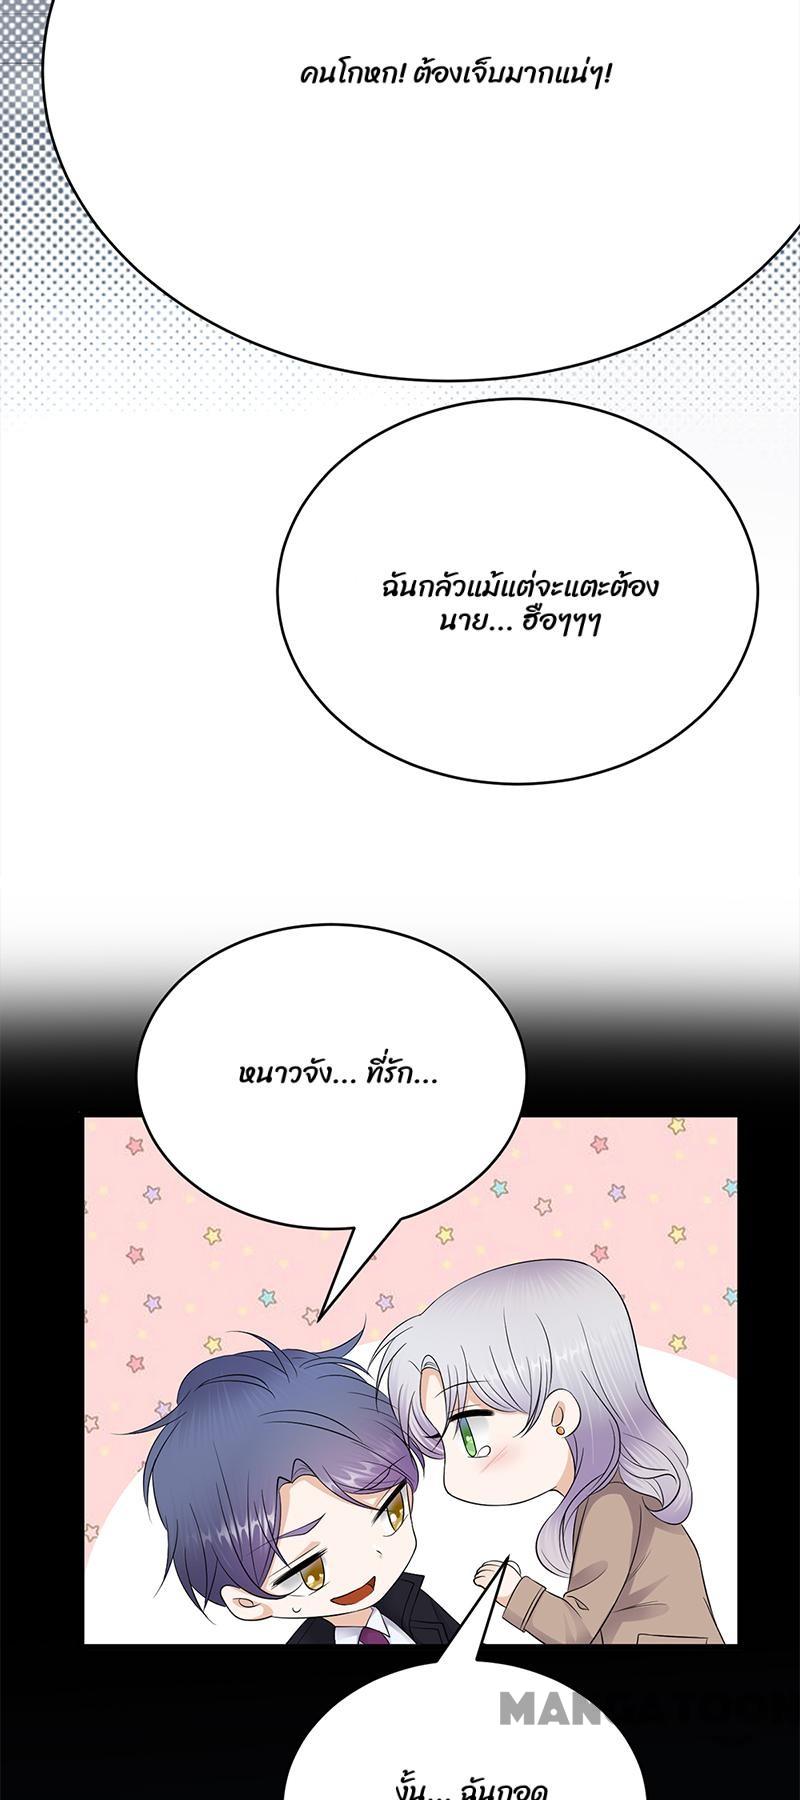 คนโกหก! ต้องเจ็บมากแน่ๆ!
ฉันกลัวแม้แต่จะแตะต้อง
นาย... ฮือๆๆๆ
หนาวจัง... ที่รัก...
MANGATOON
งั้น... ฉันกอด